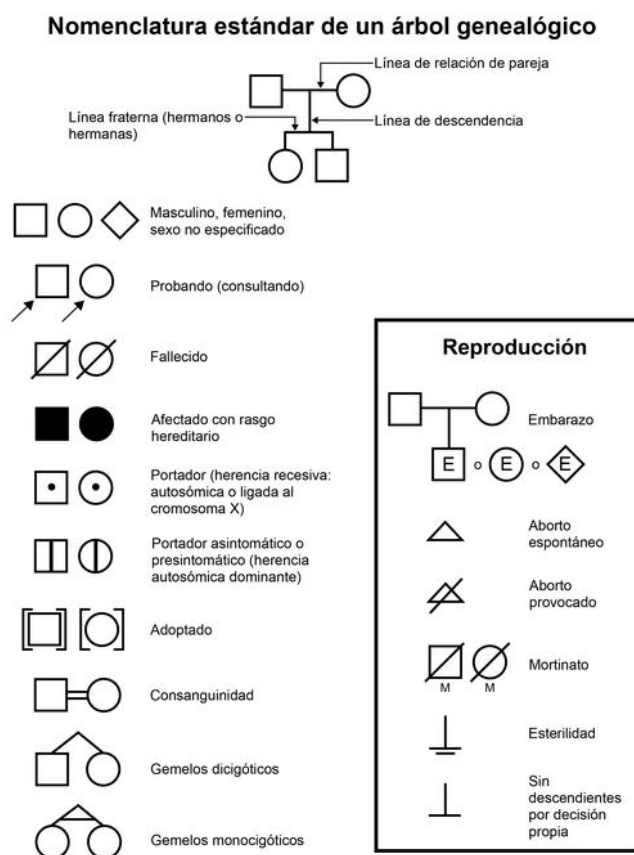 Nomenclatura estándar de un árbol genealógico
Línea de relación de pareja
Línea fraterna (hermanos o
hermanas)
Línea de descendencia
Masculino, femenino,
sexo no especificado
Probando (consultando)
Fallecido
Afectado con rasgo
hereditario
Portador (herencia recesiva:
autosómica o ligada al
cromosoma X)
Portador asintomático o
presintomático (herencia
autosómica dominante)
Adoptado
Consanguinidad
Gemelos dicigóticos
Gemelos monocigóticos
Reproducción
Embarazo
E o E o E
Aborto
espontáneo
Aborto
provocado
Mortinato
M M
Esterilidad
Sin
descendientes
por decisión
propia